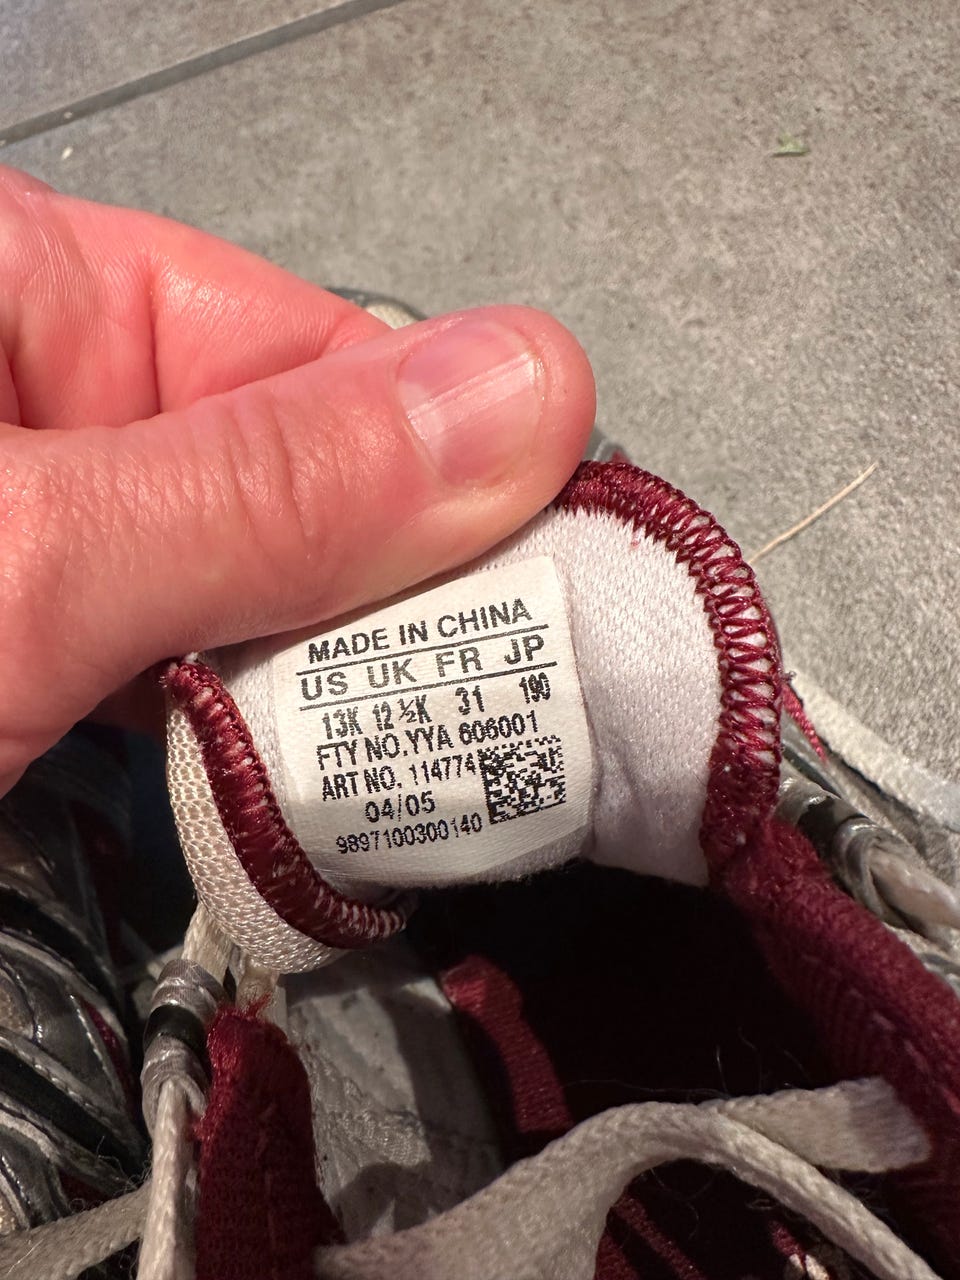 MADE IN CHINA
US UK FR JP
13K 12 ½K 31 190
FTY NO.YYA 606001
ART NO. 114774
04/05
9897100300140